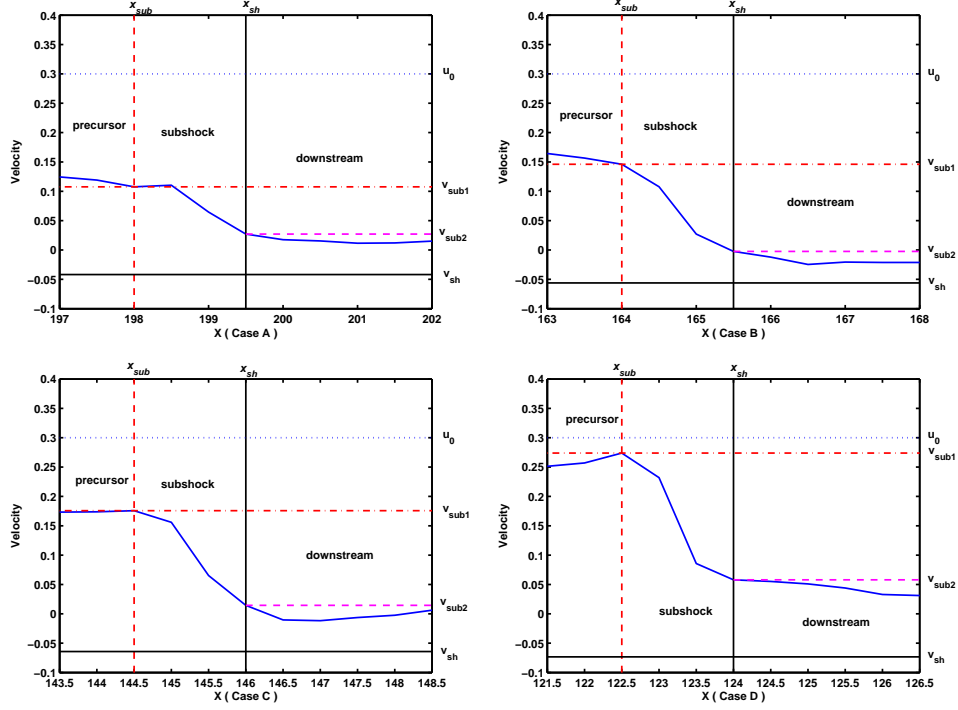 x_sub x_sh
0.4
0.35
0.3 u_0
0.25
0.2
precursor subshock downstream
0.15
v_sub1
0.1
0.05
v_sub2
0
−0.05 v_sh
−0.1
Velocity
197 198 199 200 201 202
X ( Case A )
x_sub x_sh
0.4
0.35
0.3 u_0
0.25
precursor subshock
0.2
0.15 v_sub1
0.1 downstream
0.05
0 v_sub2
−0.05 v_sh
−0.1
Velocity
163 164 165 166 167 168
X ( Case B )
x_sub x_sh
0.4
0.35
0.3 u_0
0.25
precursor subshock
0.2
v_sub1
0.15
0.1 downstream
0.05
v_sub2
0
−0.05 v_sh
−0.1
Velocity
143.5 144 144.5 145 145.5 146 146.5 147 147.5 148 148.5
X ( Case C )
x_sub x_sh
0.4
0.35
precursor
0.3 u_0
v_sub1
0.25
0.2
0.15
0.1
0.05 v_sub2
0 subshock downstream
−0.05
v_sh
−0.1
Velocity
121.5 122 122.5 123 123.5 124 124.5 125 125.5 126 126.5
X ( Case D )